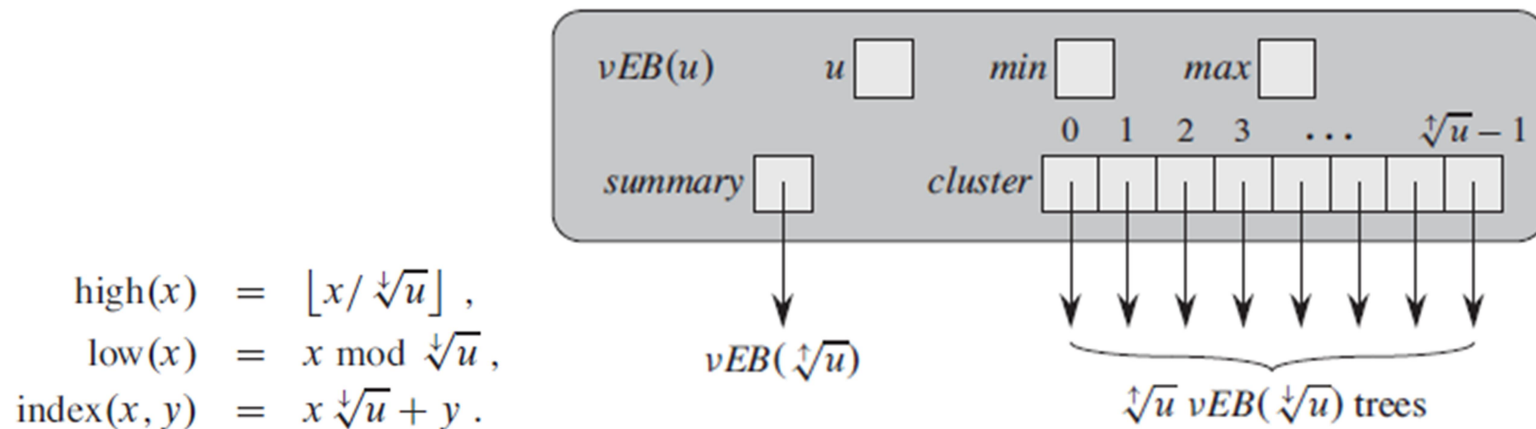 vEB(u) u min max
0 1 2 3 ... ↑√u – 1
summary cluster
high(x) = ⌊x/ ↓√u⌋ ,
low(x) = x mod ↓√u ,
index(x, y) = x ↓√u + y .
vEB(↑√u)
↑√u vEB(↓√u) trees